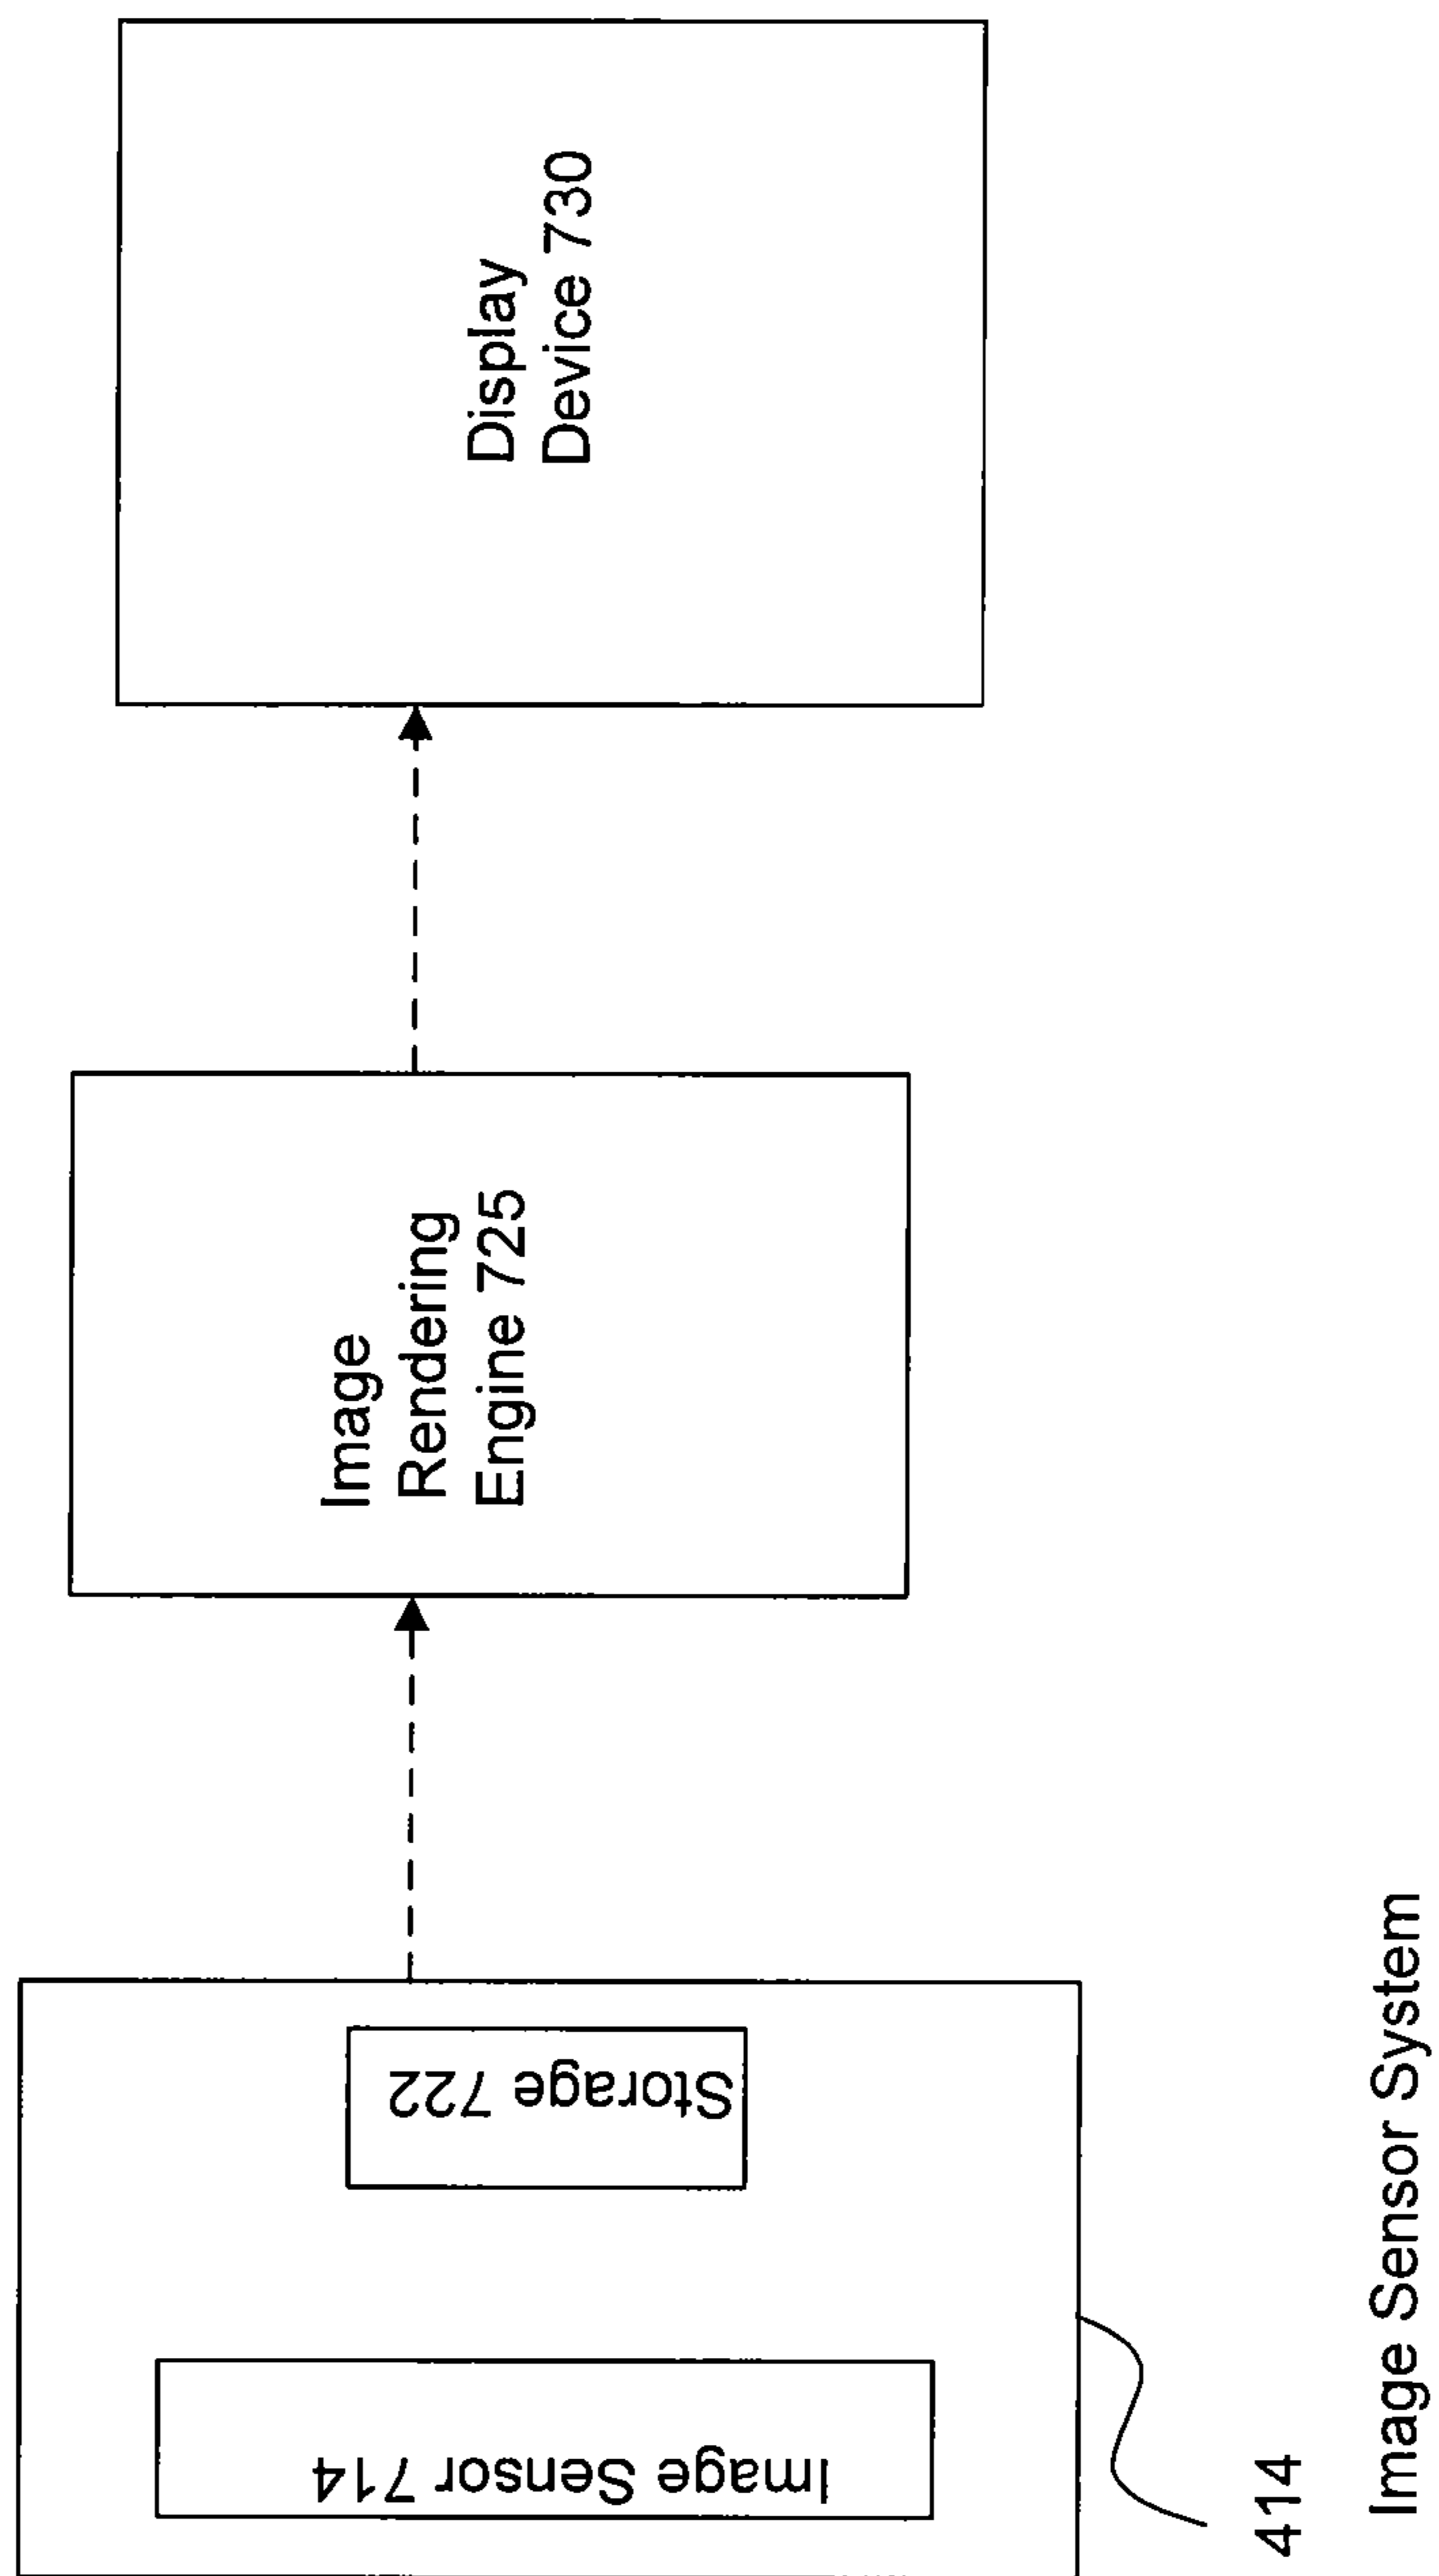 Image Sensor 714
Storage 722
Image
Rendering
Engine 725
Display
Device 730
414
Image Sensor System